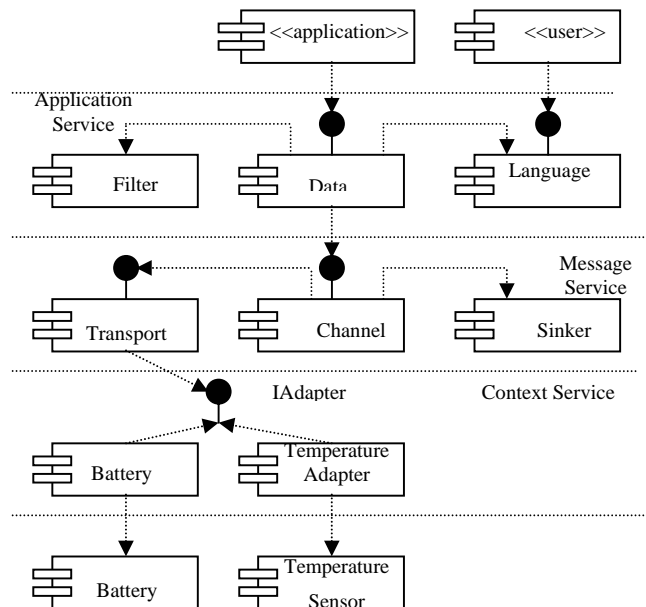 <<application>>
<<user>>
Application
Service
Filter
Data
Language
Message
Service
Transport
Channel
Sinker
IAdapter
Context Service
Battery
Temperature
Adapter
Battery
Temperature
Sensor